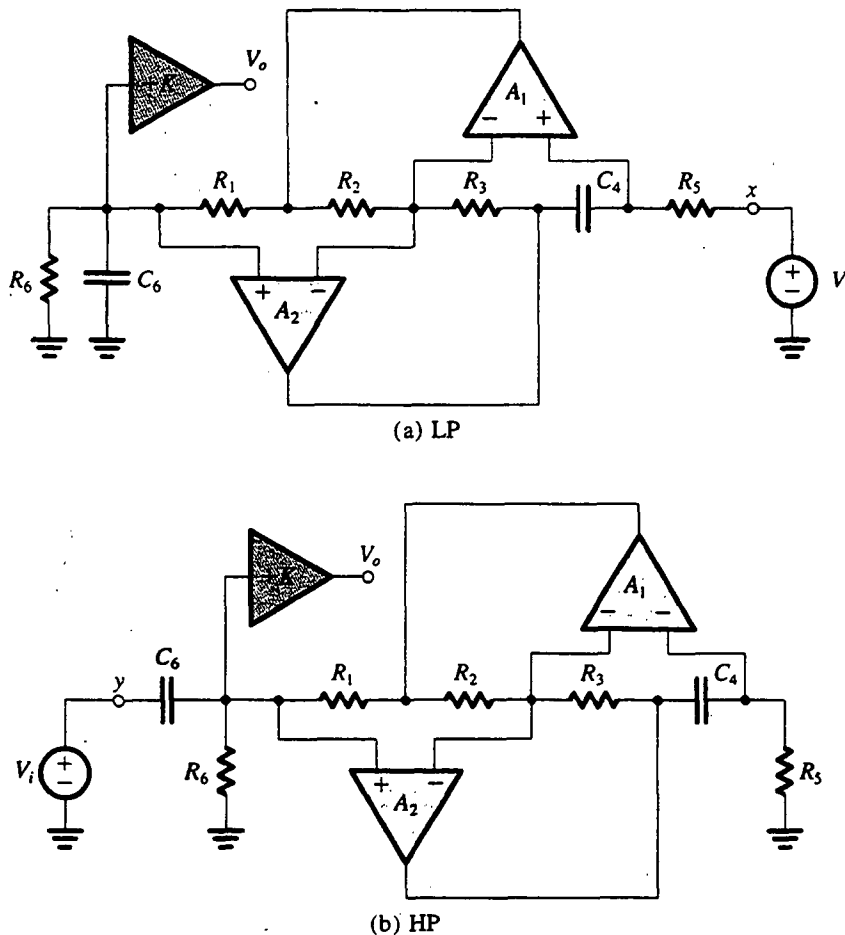 V_o
+K
A_1
− +
R_1 R_2 R_3 C_4 R_5 x
R_6 C_6
+ −
A_2
+
−
V
(a) LP
V_o
+K
A_1
− −
C_6
y
R_1 R_2 R_3 C_4
V_i
+
−
R_6
+ −
A_2
R_5
(b) HP